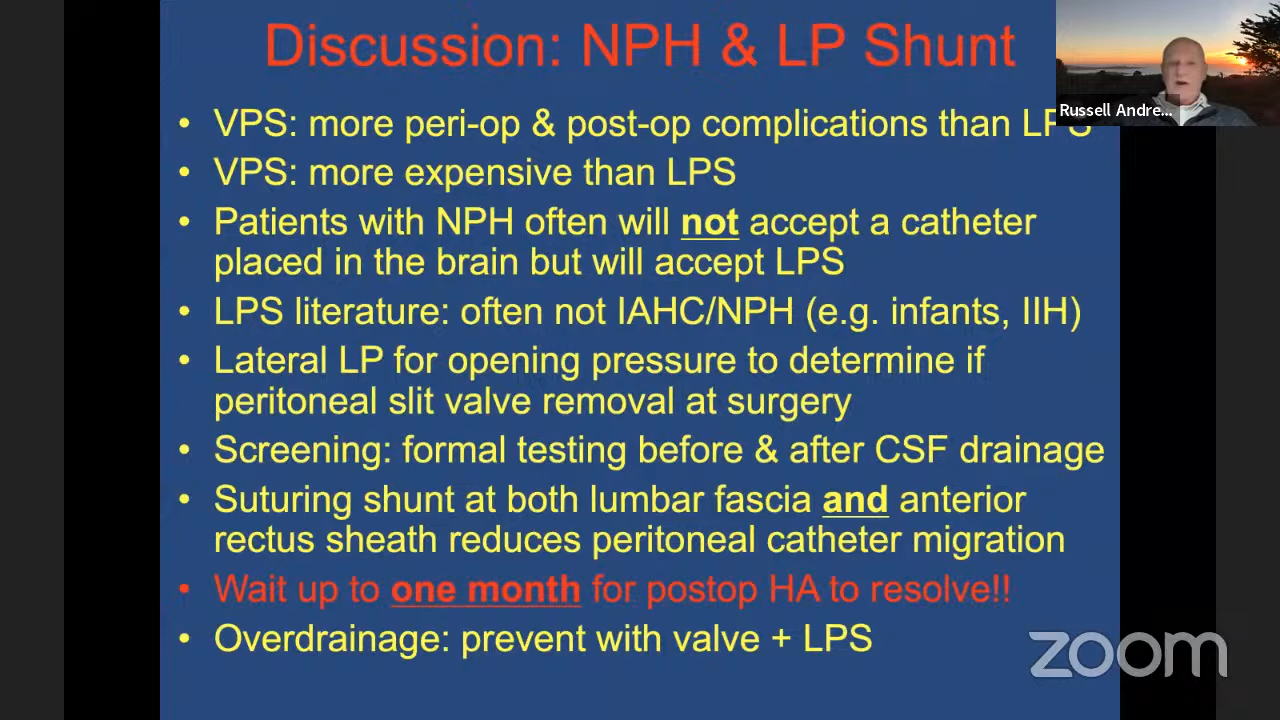 Discussion: NPH & LP Shunt
Russell Andre...
• VPS: more peri-op & post-op complications than LPS
• VPS: more expensive than LPS
• Patients with NPH often will not accept a catheter
placed in the brain but will accept LPS
• LPS literature: often not IAHC/NPH (e.g. infants, IIH)
• Lateral LP for opening pressure to determine if
peritoneal slit valve removal at surgery
• Screening: formal testing before & after CSF drainage
• Suturing shunt at both lumbar fascia and anterior
rectus sheath reduces peritoneal catheter migration
• Wait up to one month for postop HA to resolve!!
• Overdrainage: prevent with valve + LPS
zoom